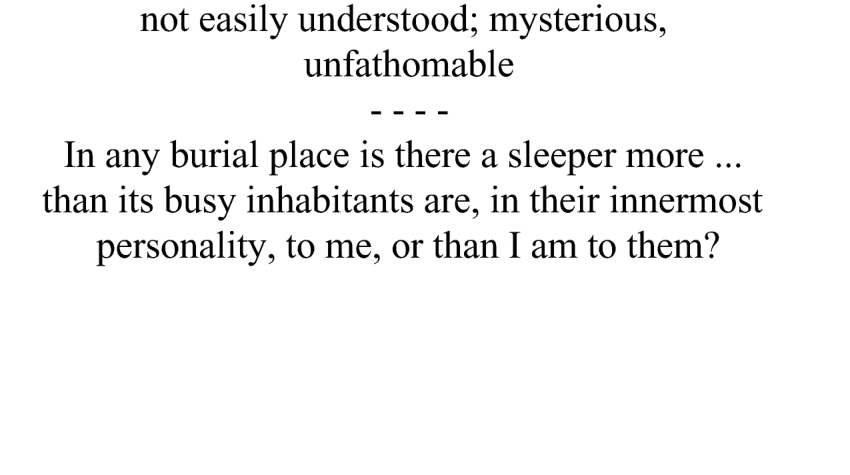 not easily understood; mysterious,
unfathomable
- - - -
In any burial place is there a sleeper more ...
than its busy inhabitants are, in their innermost
personality, to me, or than I am to them?